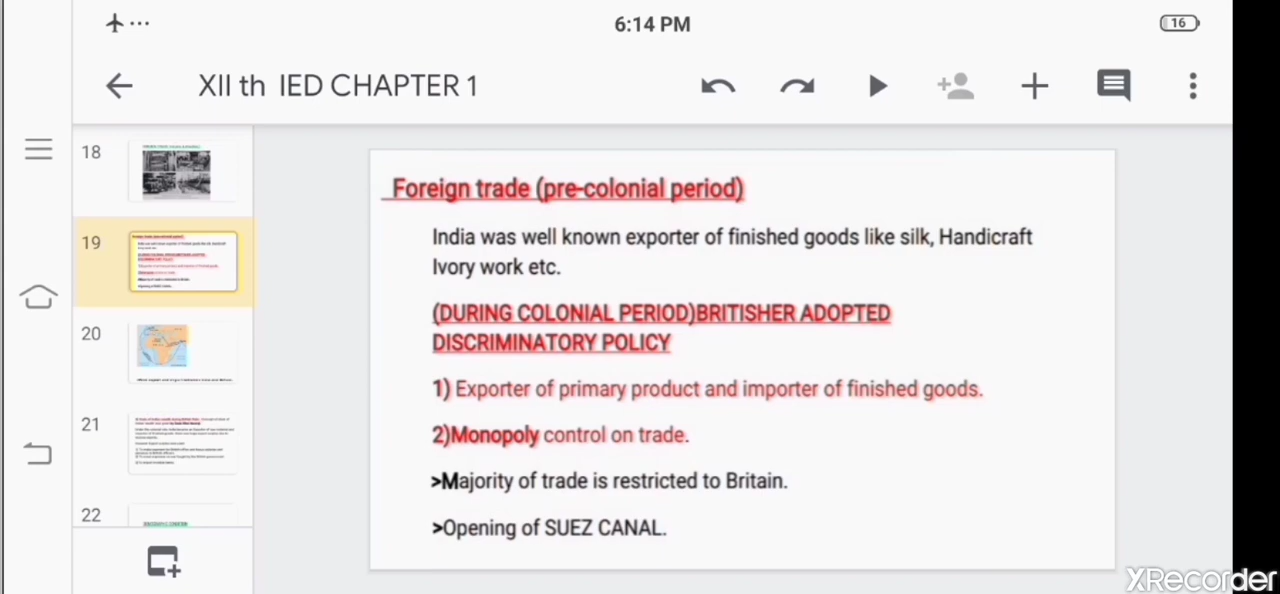 6:14 PM
16
XII th IED CHAPTER 1
18
19
20
21
22
Foreign trade (pre-colonial period)
India was well known exporter of finished goods like silk, Handicraft
Ivory work etc.
(DURING COLONIAL PERIOD)BRITISHER ADOPTED
DISCRIMINATORY POLICY
1) Exporter of primary product and importer of finished goods.
2)Monopoly control on trade.
>Majority of trade is restricted to Britain.
>Opening of SUEZ CANAL.
XRecorder